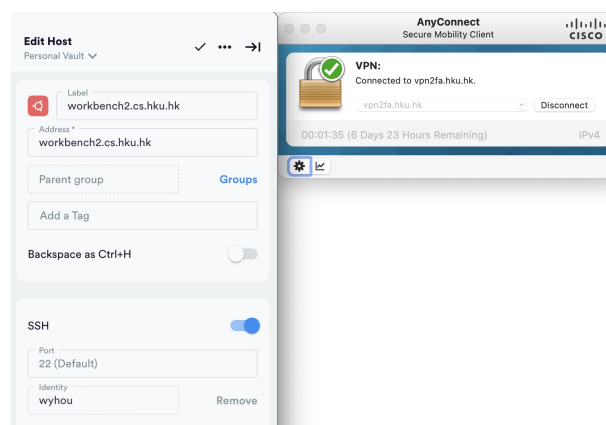 Edit Host
Personal Vault
Label
workbench2.cs.hku.hk
Address *
workbench2.cs.hku.hk
Parent group
Groups
Add a Tag
Backspace as Ctrl+H
SSH
Port
22 (Default)
Identity
wyhou
Remove
AnyConnect
Secure Mobility Client
CISCO
VPN:
Connected to vpn2fa.hku.hk.
vpn2fa.hku.hk
Disconnect
00:01:35 (6 Days 23 Hours Remaining)
IPv4